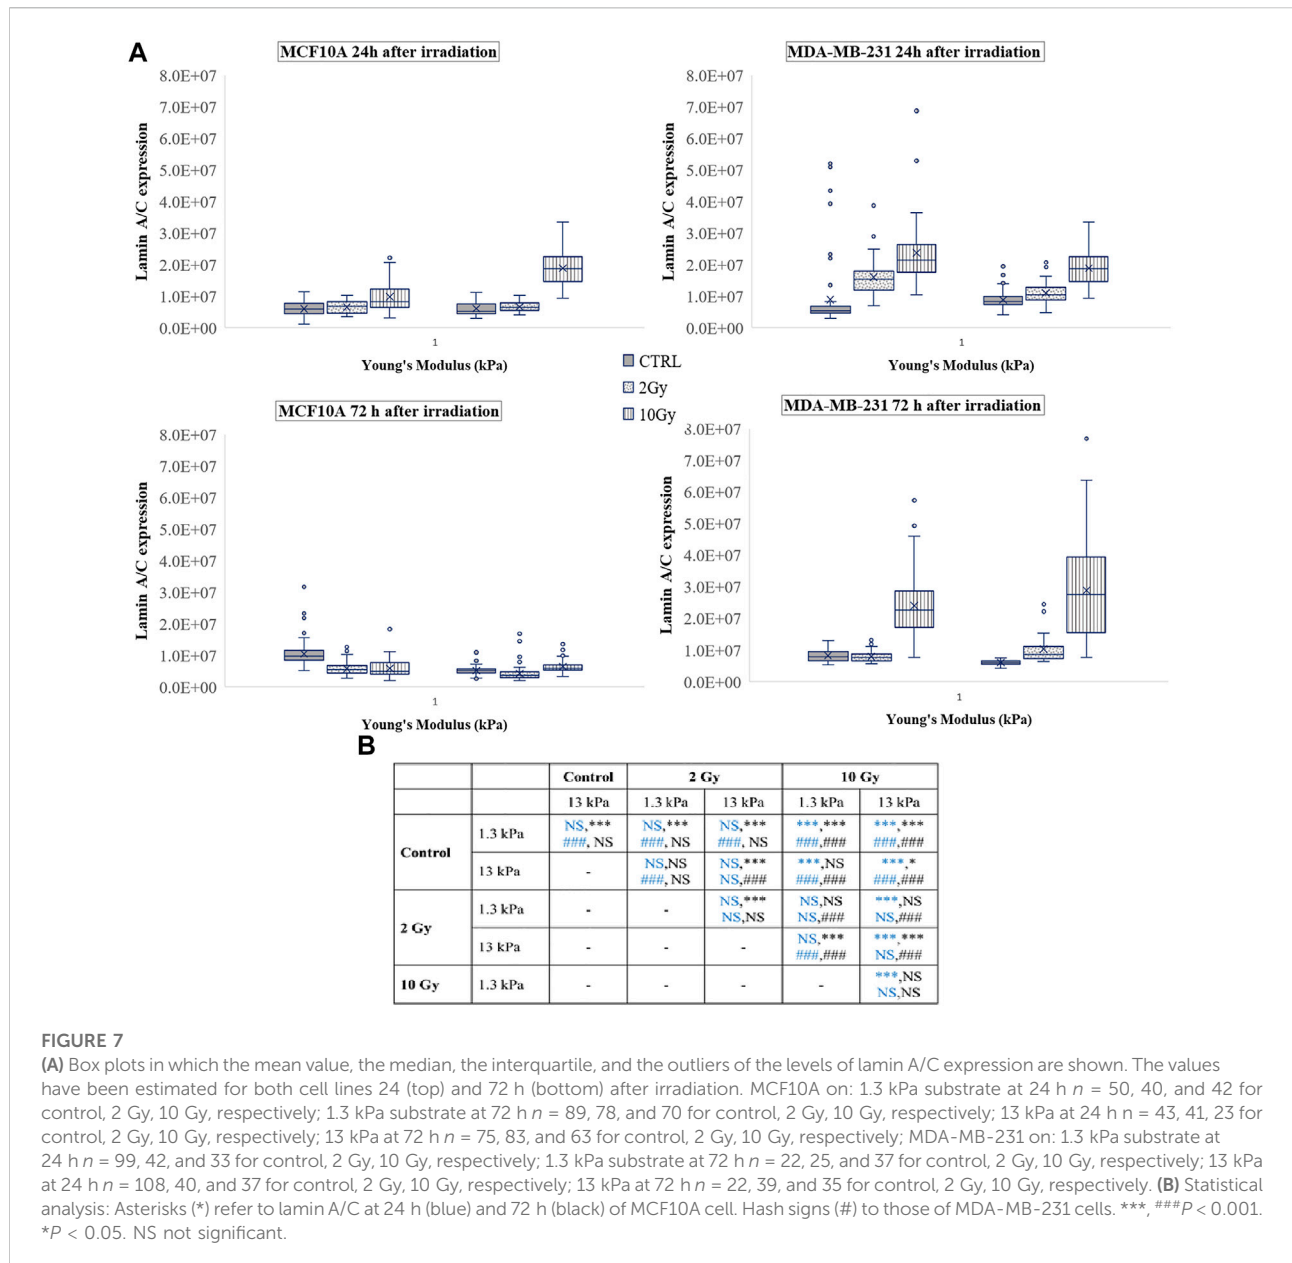 A
MCF10A 24h after irradiation
8.0E+07
7.0E+07
6.0E+07
5.0E+07
4.0E+07
3.0E+07
2.0E+07
1.0E+07
0.0E+00
Lamin A/C expression
1
Young's Modulus (kPa)
MDA-MB-231 24h after irradiation
8.0E+07
7.0E+07
6.0E+07
5.0E+07
4.0E+07
3.0E+07
2.0E+07
1.0E+07
0.0E+00
Lamin A/C expression
1
Young's Modulus (kPa)
CTRL
2Gy
10Gy
MCF10A 72 h after irradiation
8.0E+07
7.0E+07
6.0E+07
5.0E+07
4.0E+07
3.0E+07
2.0E+07
1.0E+07
0.0E+00
Lamin A/C expression
1
Young's Modulus (kPa)
MDA-MB-231 72 h after irradiation
8.0E+07
7.0E+07
6.0E+07
5.0E+07
4.0E+07
3.0E+07
2.0E+07
1.0E+07
0.0E+00
Lamin A/C expression
1
Young's Modulus (kPa)
B
Control 2 Gy 10 Gy
13 kPa 1.3 kPa 13 kPa 1.3 kPa 13 kPa
Control 1.3 kPa NS,*** NS,*** NS,*** ***,*** ***,***
###, NS ###, NS ###, NS ###,### ###,###
13 kPa - NS,NS NS,*** ***,NS ***,*
###, NS NS,### ###,### ###,###
2 Gy 1.3 kPa - - NS,*** NS,NS ***,NS
NS,NS NS,### NS,###
13 kPa - - - NS,*** ***,***
###,### NS,###
10 Gy 1.3 kPa - - - - ***,NS
NS,NS
FIGURE 7
(A) Box plots in which the mean value, the median, the interquartile, and the outliers of the levels of lamin A/C expression are shown. The values
have been estimated for both cell lines 24 (top) and 72 h (bottom) after irradiation. MCF10A on: 1.3 kPa substrate at 24 h n = 50, 40, and 42 for
control, 2 Gy, 10 Gy, respectively; 1.3 kPa substrate at 72 h n = 89, 78, and 70 for control, 2 Gy, 10 Gy, respectively; 13 kPa at 24 h n = 43, 41, 23 for
control, 2 Gy, 10 Gy, respectively; 13 kPa at 72 h n = 75, 83, and 63 for control, 2 Gy, 10 Gy, respectively; MDA-MB-231 on: 1.3 kPa substrate at
24 h n = 99, 42, and 33 for control, 2 Gy, 10 Gy, respectively; 1.3 kPa substrate at 72 h n = 22, 25, and 37 for control, 2 Gy, 10 Gy, respectively; 13 kPa
at 24 h n = 108, 40, and 37 for control, 2 Gy, 10 Gy, respectively; 13 kPa at 72 h n = 22, 39, and 35 for control, 2 Gy, 10 Gy, respectively. (B) Statistical
analysis: Asterisks (*) refer to lamin A/C at 24 h (blue) and 72 h (black) of MCF10A cell. Hash signs (#) to those of MDA-MB-231 cells. ***, ###P < 0.001.
*P < 0.05. NS not significant.